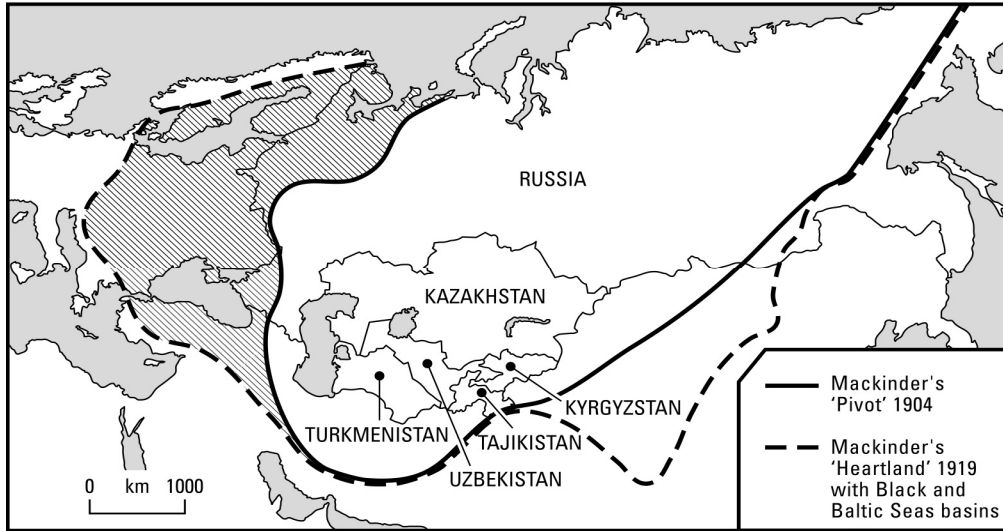 RUSSIA
KAZAKHSTAN
KYRGYZSTAN
TURKMENISTAN
TAJIKISTAN
UZBEKISTAN
0 km 1000
Mackinder's
'Pivot' 1904
Mackinder's
'Heartland' 1919
with Black and
Baltic Seas basins